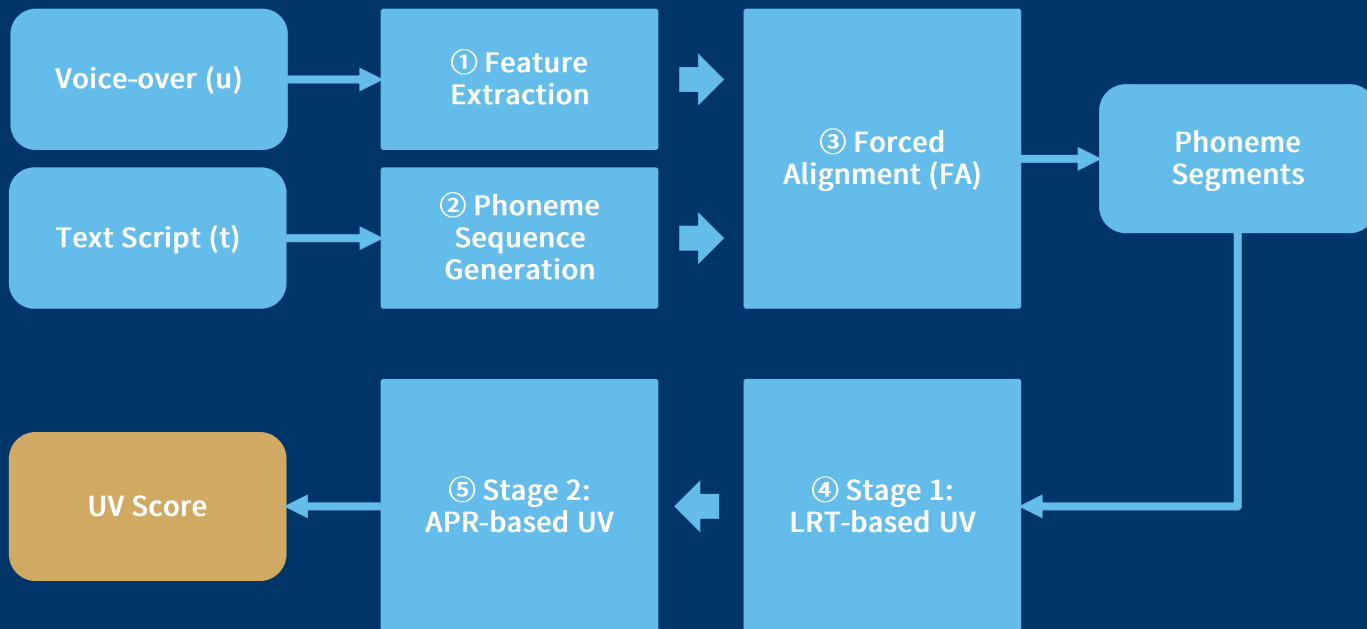 Voice-over (u)
① Feature
Extraction
Text Script (t)
② Phoneme
Sequence
Generation
③ Forced
Alignment (FA)
Phoneme
Segments
④ Stage 1:
LRT-based UV
⑤ Stage 2:
APR-based UV
UV Score